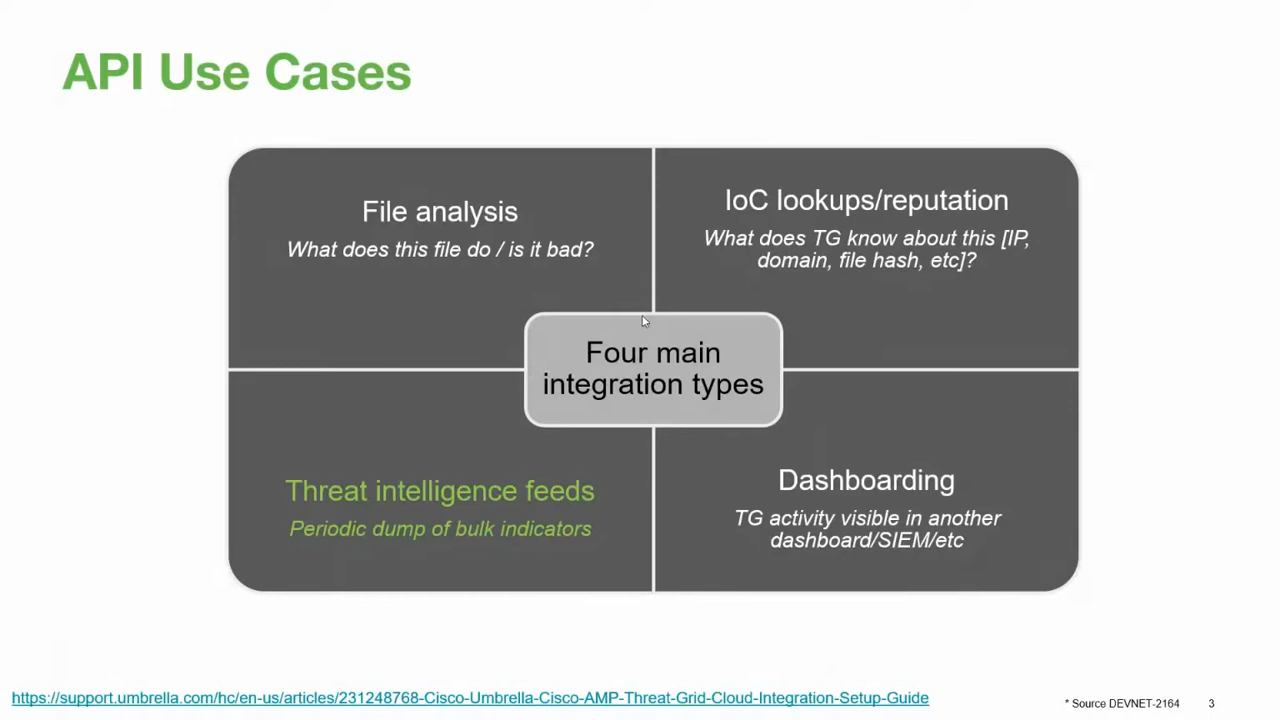 API Use Cases
File analysis
What does this file do / is it bad?
IoC lookups/reputation
What does TG know about this [IP,
domain, file hash, etc]?
Four main
integration types
Threat intelligence feeds
Periodic dump of bulk indicators
Dashboarding
TG activity visible in another
dashboard/SIEM/etc
https://support.umbrella.com/hc/en-us/articles/231248768-Cisco-Umbrella-Cisco-AMP-Threat-Grid-Cloud-Integration-Setup-Guide
* Source DEVNET-2164
3